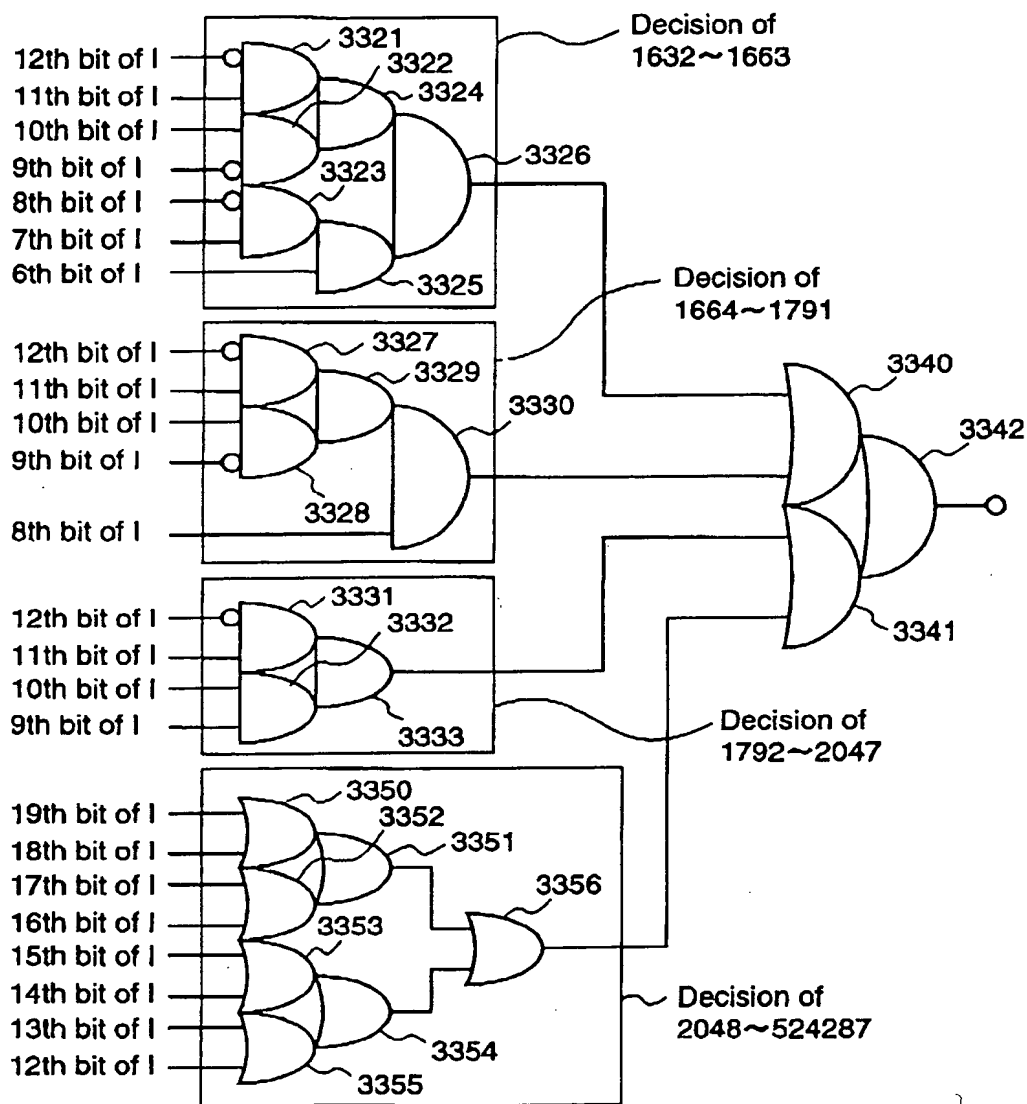 Decision of
1632~1663
12th bit of I
11th bit of I
10th bit of I
9th bit of I
8th bit of I
7th bit of I
6th bit of I
3321
3322
3324
3326
3323
3325
Decision of
1664~1791
12th bit of I
11th bit of I
10th bit of I
9th bit of I
8th bit of I
3327
3329
3330
3328
3340
3342
3341
12th bit of I
11th bit of I
10th bit of I
9th bit of I
3331
3332
3333
Decision of
1792~2047
19th bit of I
18th bit of I
17th bit of I
16th bit of I
15th bit of I
14th bit of I
13th bit of I
12th bit of I
3350
3352
3351
3356
3353
3354
3355
Decision of
2048~524287